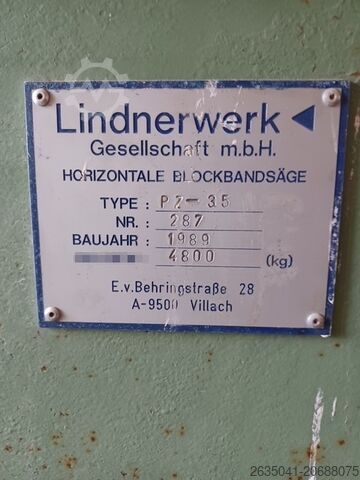 Lindnerwerk
Gesellschaft m.b.H.
HORIZONTALE BLOCKBANDSÄGE
TYPE : PZ-35
NR. : 287
BAUJAHR : 1989
4800 (kg)
E.v.Behringstraße 28
A-9500 Villach
2635041-20688075